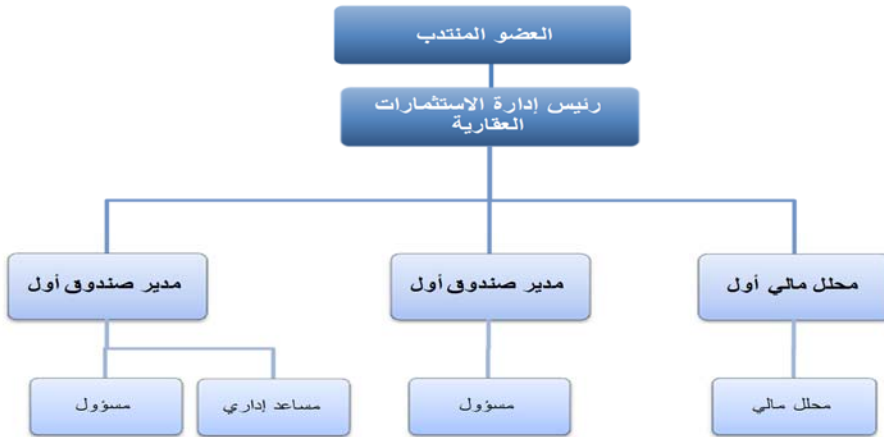 العضو المنتدب
رئيس إدارة الاستثمارات
العقارية
محلل مالي أول
مدير صندوق أول
مدير صندوق أول
محلل مالي
مسؤول
مساعد إداري
مسؤول